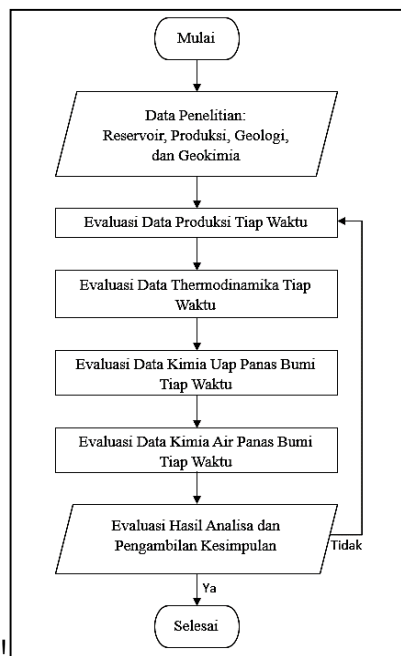 Mulai
Data Penelitian:
Reservoir, Produksi, Geologi,
dan Geokimia
Evaluasi Data Produksi Tiap Waktu
Evaluasi Data Thermodinamika Tiap
Waktu
Evaluasi Data Kimia Uap Panas Bumi
Tiap Waktu
Evaluasi Data Kimia Air Panas Bumi
Tiap Waktu
Evaluasi Hasil Analisa dan
Pengambilan Kesimpulan
Tidak
Ya
Selesai
!